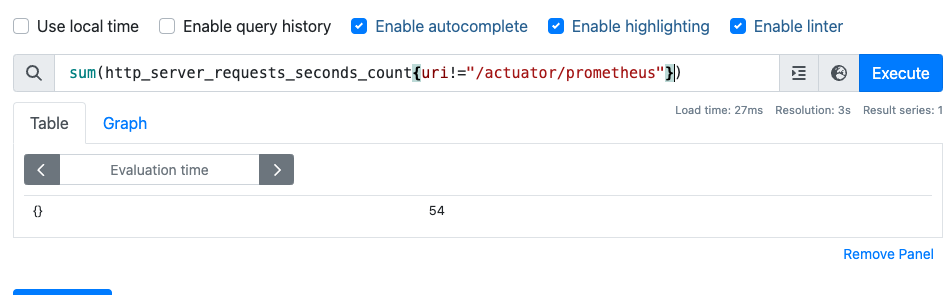 Use local time Enable query history Enable autocomplete Enable highlighting Enable linter
sum(http_server_requests_seconds_count{uri!="/actuator/prometheus"}) Execute
Load time: 27ms Resolution: 3s Result series: 1
Table Graph
Evaluation time
{} 54
Remove Panel